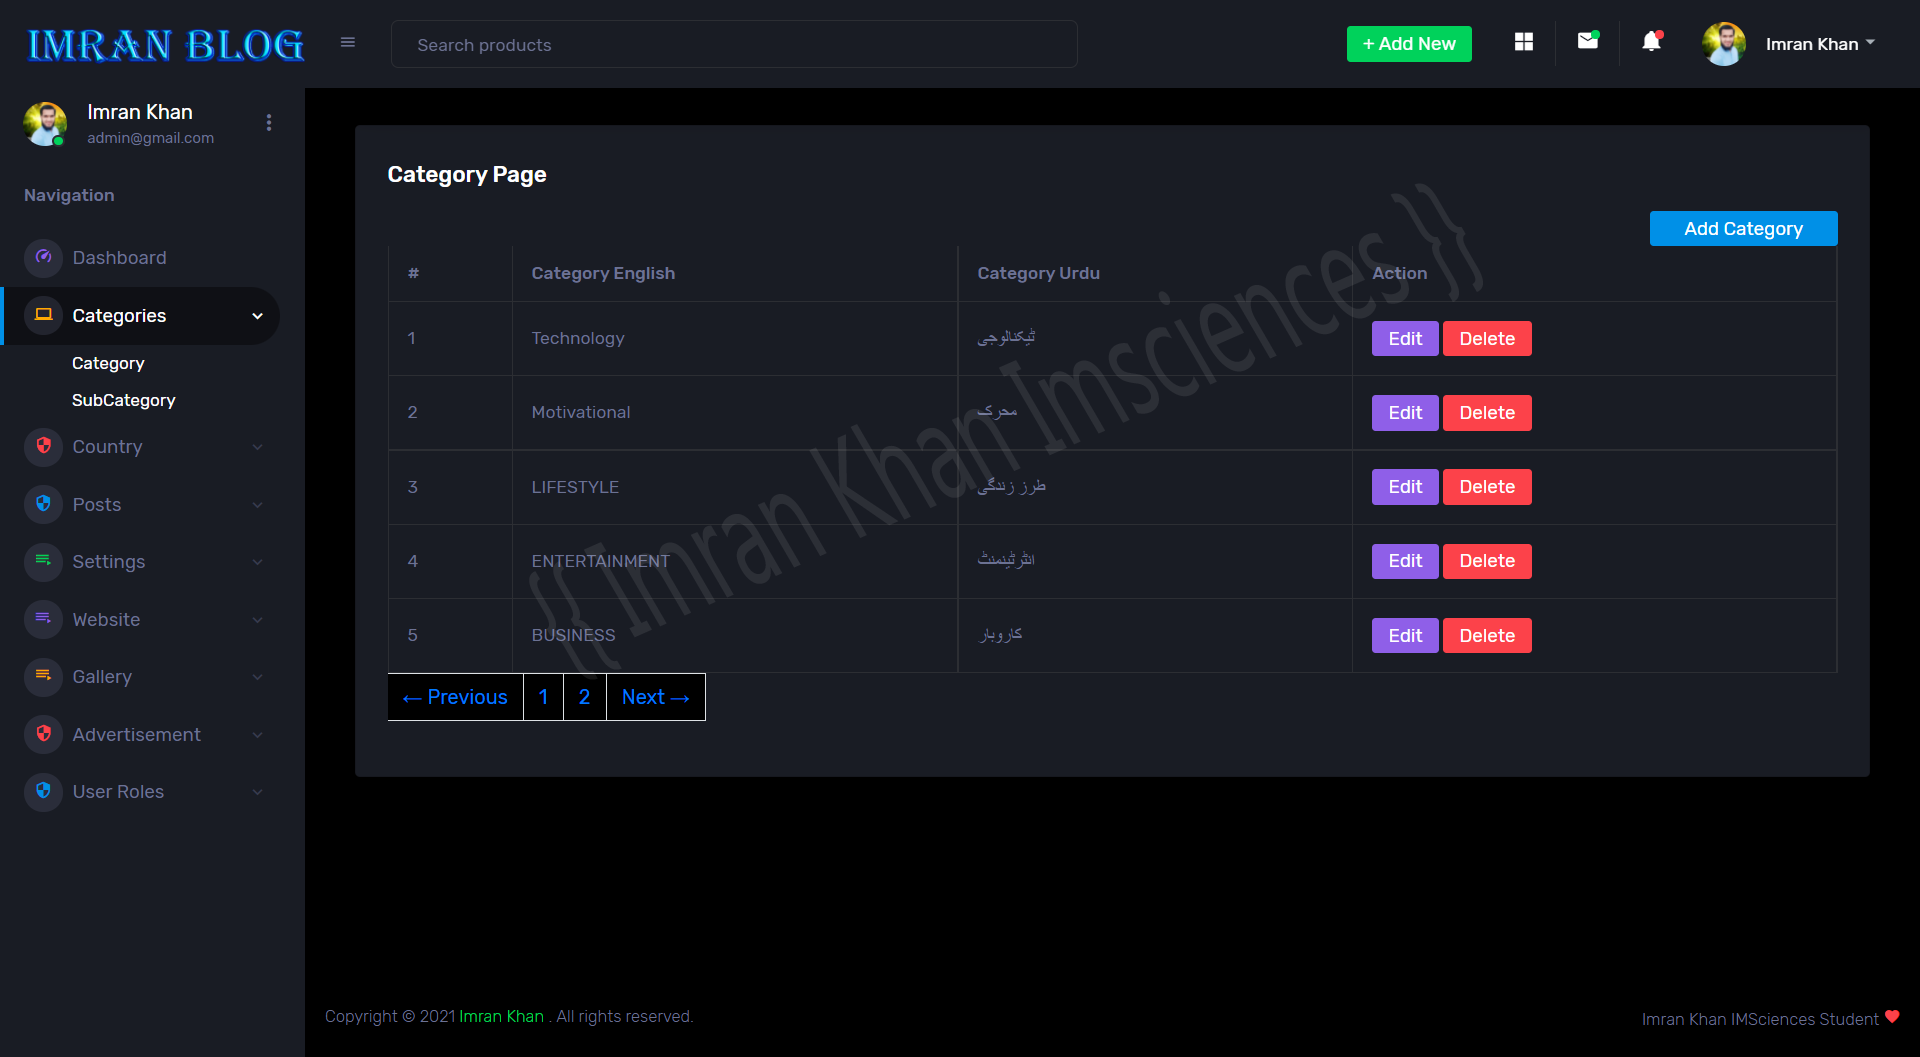 IMRAN BLOG
Search products
+ Add New
Imran Khan
Imran Khan
admin@gmail.com
Navigation
Dashboard
Categories
Category
SubCategory
Country
Posts
Settings
Website
Gallery
Advertisement
User Roles
Category Page
Add Category
# Category English Category Urdu Action
1 Technology ٹیکنالوجی Edit Delete
2 Motivational محرک Edit Delete
3 LIFESTYLE طرز زندگی Edit Delete
4 ENTERTAINMENT انٹرٹینمنٹ Edit Delete
5 BUSINESS کاروبار Edit Delete
← Previous 1 2 Next →
{{ Imran Khan Imsciences }}
Copyright © 2021 Imran Khan . All rights reserved.
Imran Khan IMSciences Student